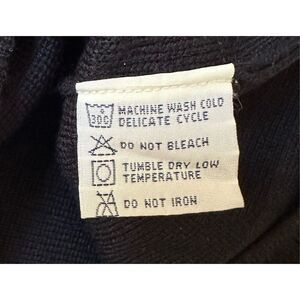 30C MACHINE WASH COLD
DELICATE CYCLE
DO NOT BLEACH
TUMBLE DRY LOW
TEMPERATURE
DO NOT IRON